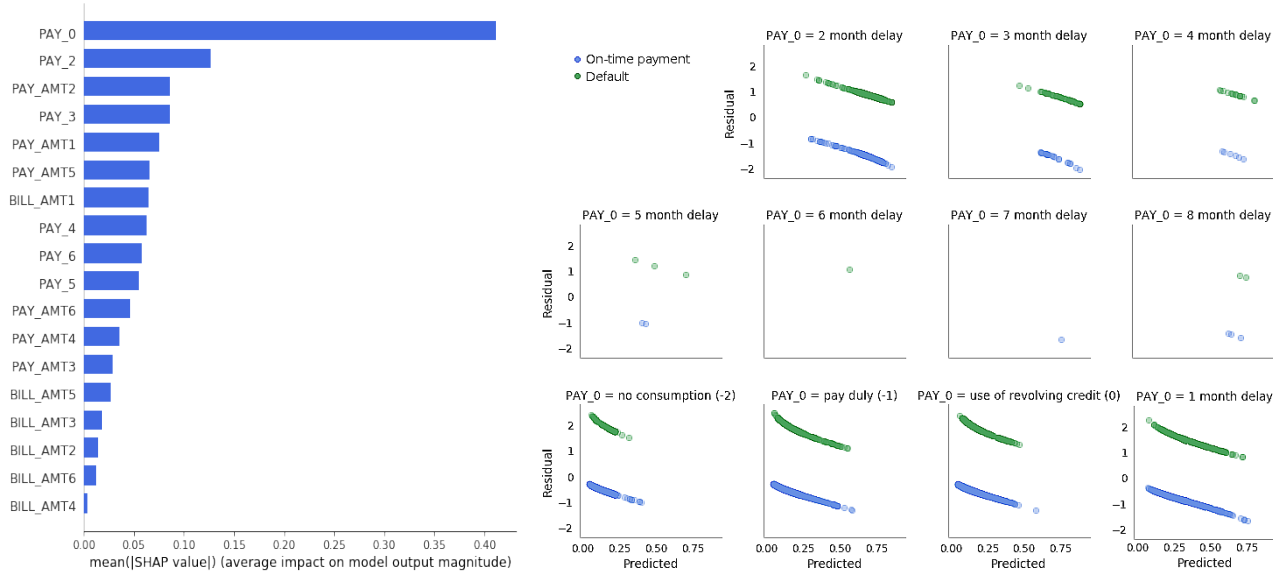 PAY_0
PAY_2
PAY_AMT2
PAY_3
PAY_AMT1
PAY_AMT5
BILL_AMT1
PAY_4
PAY_6
PAY_5
PAY_AMT6
PAY_AMT4
PAY_AMT3
BILL_AMT5
BILL_AMT3
BILL_AMT2
BILL_AMT6
BILL_AMT4
0.00 0.05 0.10 0.15 0.20 0.25 0.30 0.35 0.40
mean(|SHAP value|) (average impact on model output magnitude)
On-time payment
Default
PAY_0 = 2 month delay
PAY_0 = 3 month delay
PAY_0 = 4 month delay
Residual
2
1
0
−1
−2
PAY_0 = 5 month delay
PAY_0 = 6 month delay
PAY_0 = 7 month delay
PAY_0 = 8 month delay
Residual
2
1
0
−1
−2
PAY_0 = no consumption (-2)
PAY_0 = pay duly (-1)
PAY_0 = use of revolving credit (0)
PAY_0 = 1 month delay
Residual
2
1
0
−1
−2
2
1
0
−1
−2
0.00 0.25 0.50 0.75
Predicted
0.00 0.25 0.50 0.75
Predicted
0.00 0.25 0.50 0.75
Predicted
0.00 0.25 0.50 0.75
Predicted